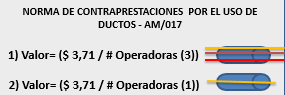 NORMA DE CONTRAPRESTACIONES POR EL USO DE
DUCTOS - AM/017
1) Valor= ($ 3,71 / # Operadoras (3))
2) Valor= ($ 3,71 / # Operadoras (1))